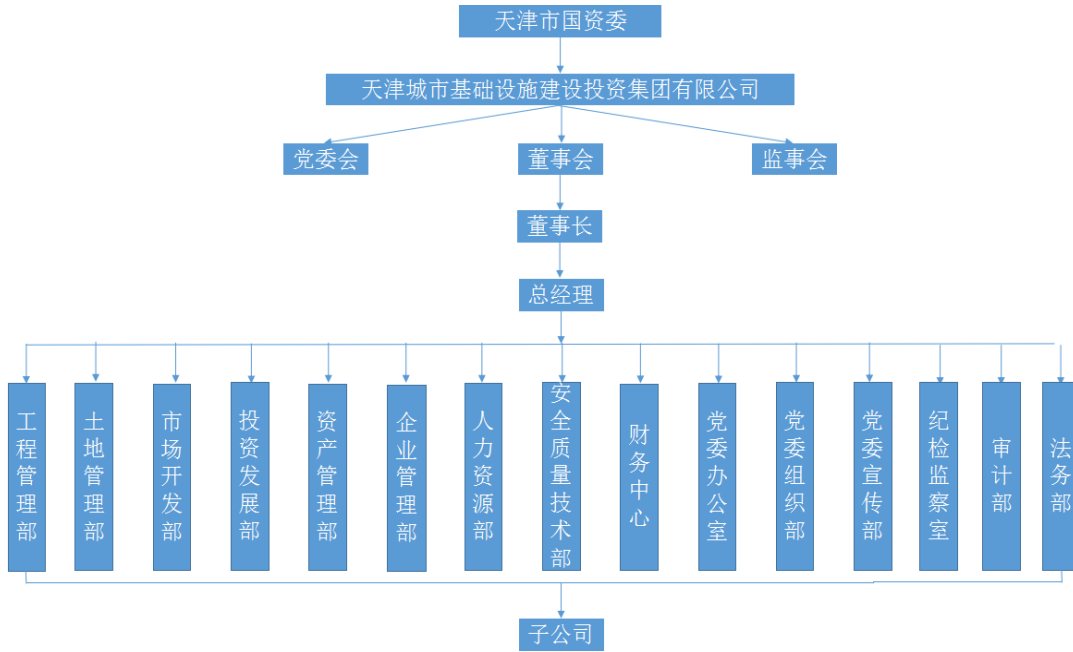 天津市国资委
天津城市基础设施建设投资集团有限公司
党委会
董事会
监事会
董事长
总经理
工程管理部
土地管理部
市场开发部
投资发展部
资产管理部
企业管理部
人力资源部
安全质量技术部
财务中心
党委办公室
党委组织部
党委宣传部
纪检监察室
审计部
法务部
子公司